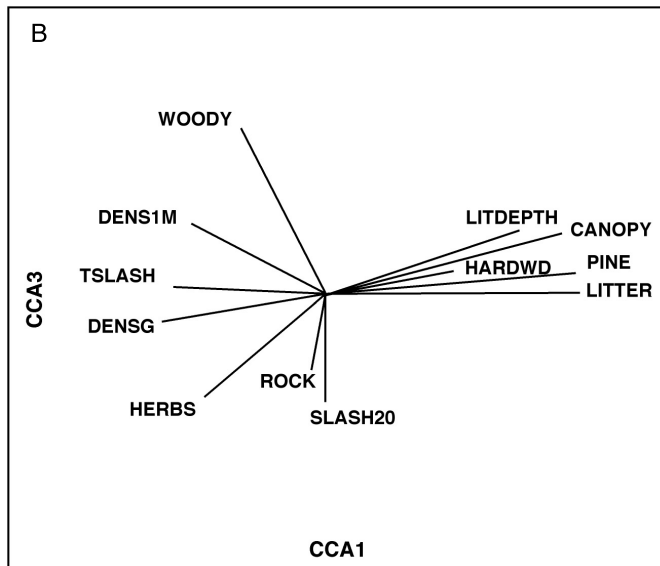 B
WOODY
DENS1M
LITDEPTH
CANOPY
TSLASH
HARDWD
PINE
LITTER
CCA3
DENSG
ROCK
HERBS
SLASH20
CCA1